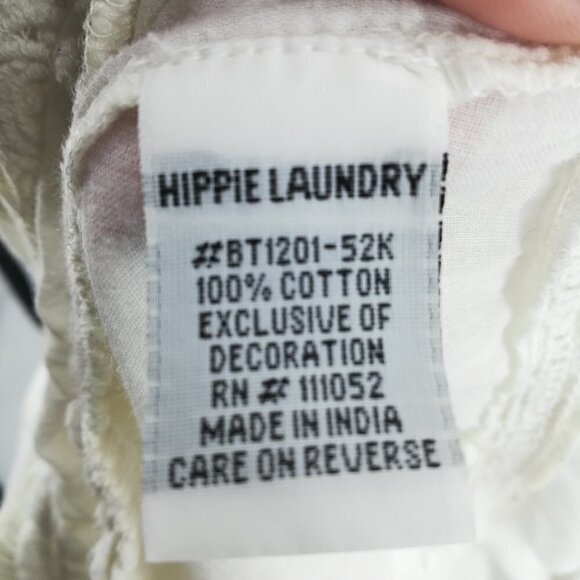 HIPPIE LAUNDRY
#BT1201-52K
100% COTTON
EXCLUSIVE OF
DECORATION
RN # 111052
MADE IN INDIA
CARE ON REVERSE